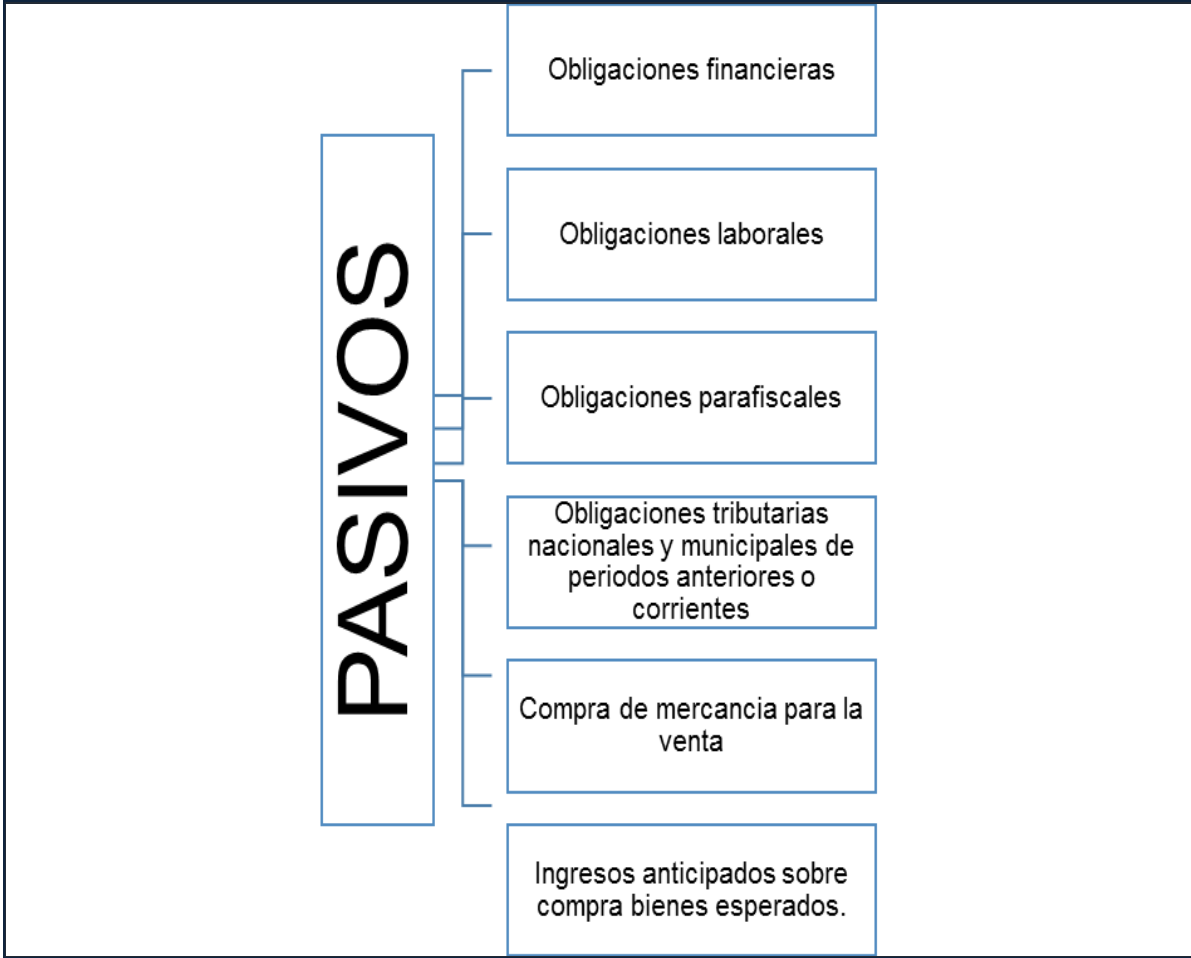 PASIVOS
Obligaciones financieras
Obligaciones laborales
Obligaciones parafiscales
Obligaciones tributarias
nacionales y municipales de
periodos anteriores o
corrientes
Compra de mercancia para la
venta
Ingresos anticipados sobre
compra bienes esperados.